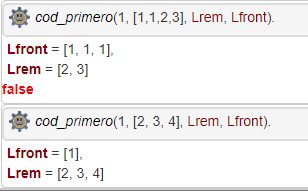 cod_primero(1, [1,1,2,3], Lrem, Lfront).
Lfront = [1, 1, 1],
Lrem = [2, 3]
false
cod_primero(1, [2, 3, 4], Lrem, Lfront).
Lfront = [1],
Lrem = [2, 3, 4]